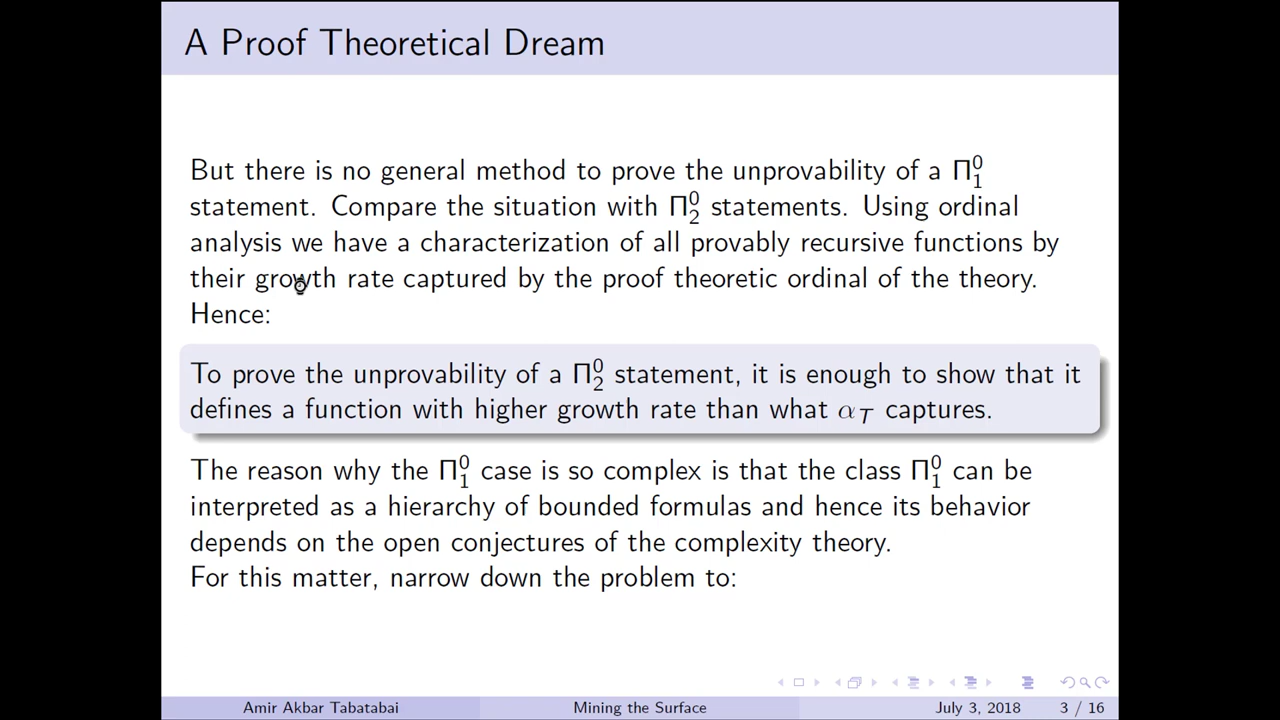 A Proof Theoretical Dream
But there is no general method to prove the unprovability of a Π⁰₁
statement. Compare the situation with Π⁰₂ statements. Using ordinal
analysis we have a characterization of all provably recursive functions by
their growth rate captured by the proof theoretic ordinal of the theory.
Hence:
To prove the unprovability of a Π⁰₂ statement, it is enough to show that it
defines a function with higher growth rate than what α_T captures.
The reason why the Π⁰₁ case is so complex is that the class Π⁰₁ can be
interpreted as a hierarchy of bounded formulas and hence its behavior
depends on the open conjectures of the complexity theory.
For this matter, narrow down the problem to:
Amir Akbar Tabatabai Mining the Surface July 3, 2018 3 / 16